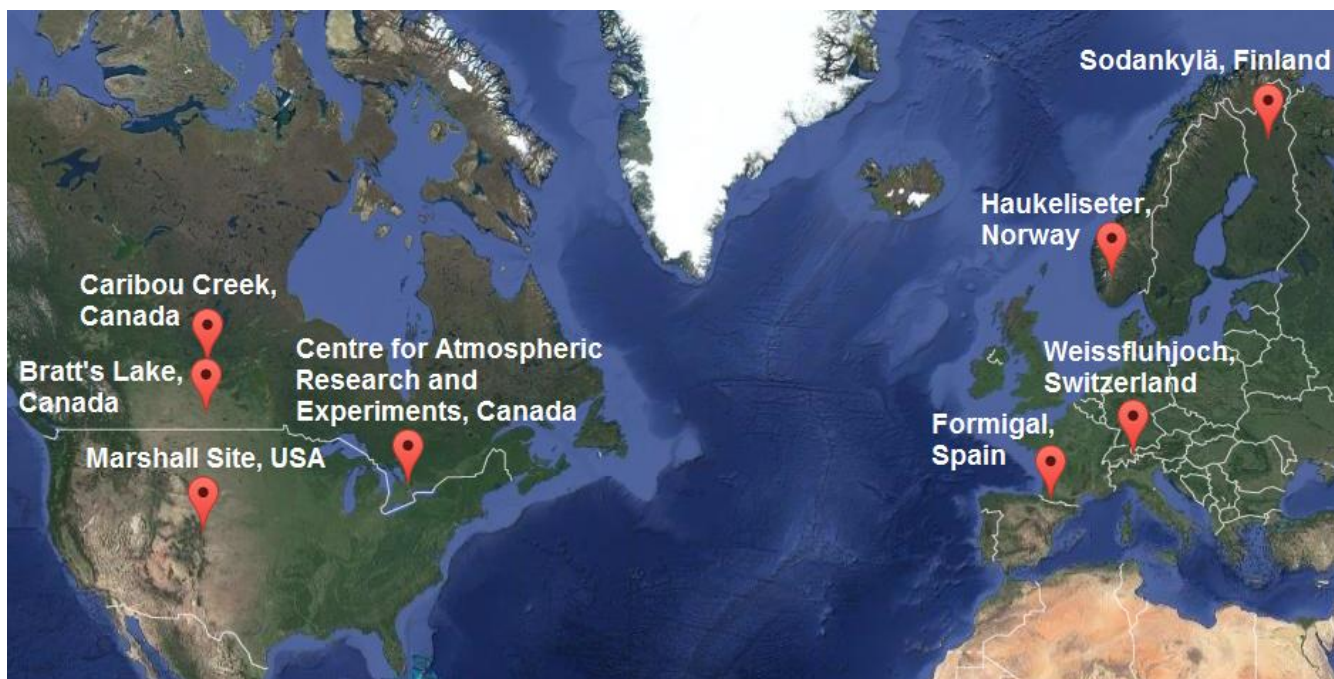 Sodankylä, Finland
Haukeliseter,
Norway
Caribou Creek,
Canada
Centre for Atmospheric
Research and
Experiments, Canada
Bratt's Lake,
Canada
Weissfluhjoch,
Switzerland
Formigal,
Spain
Marshall Site, USA